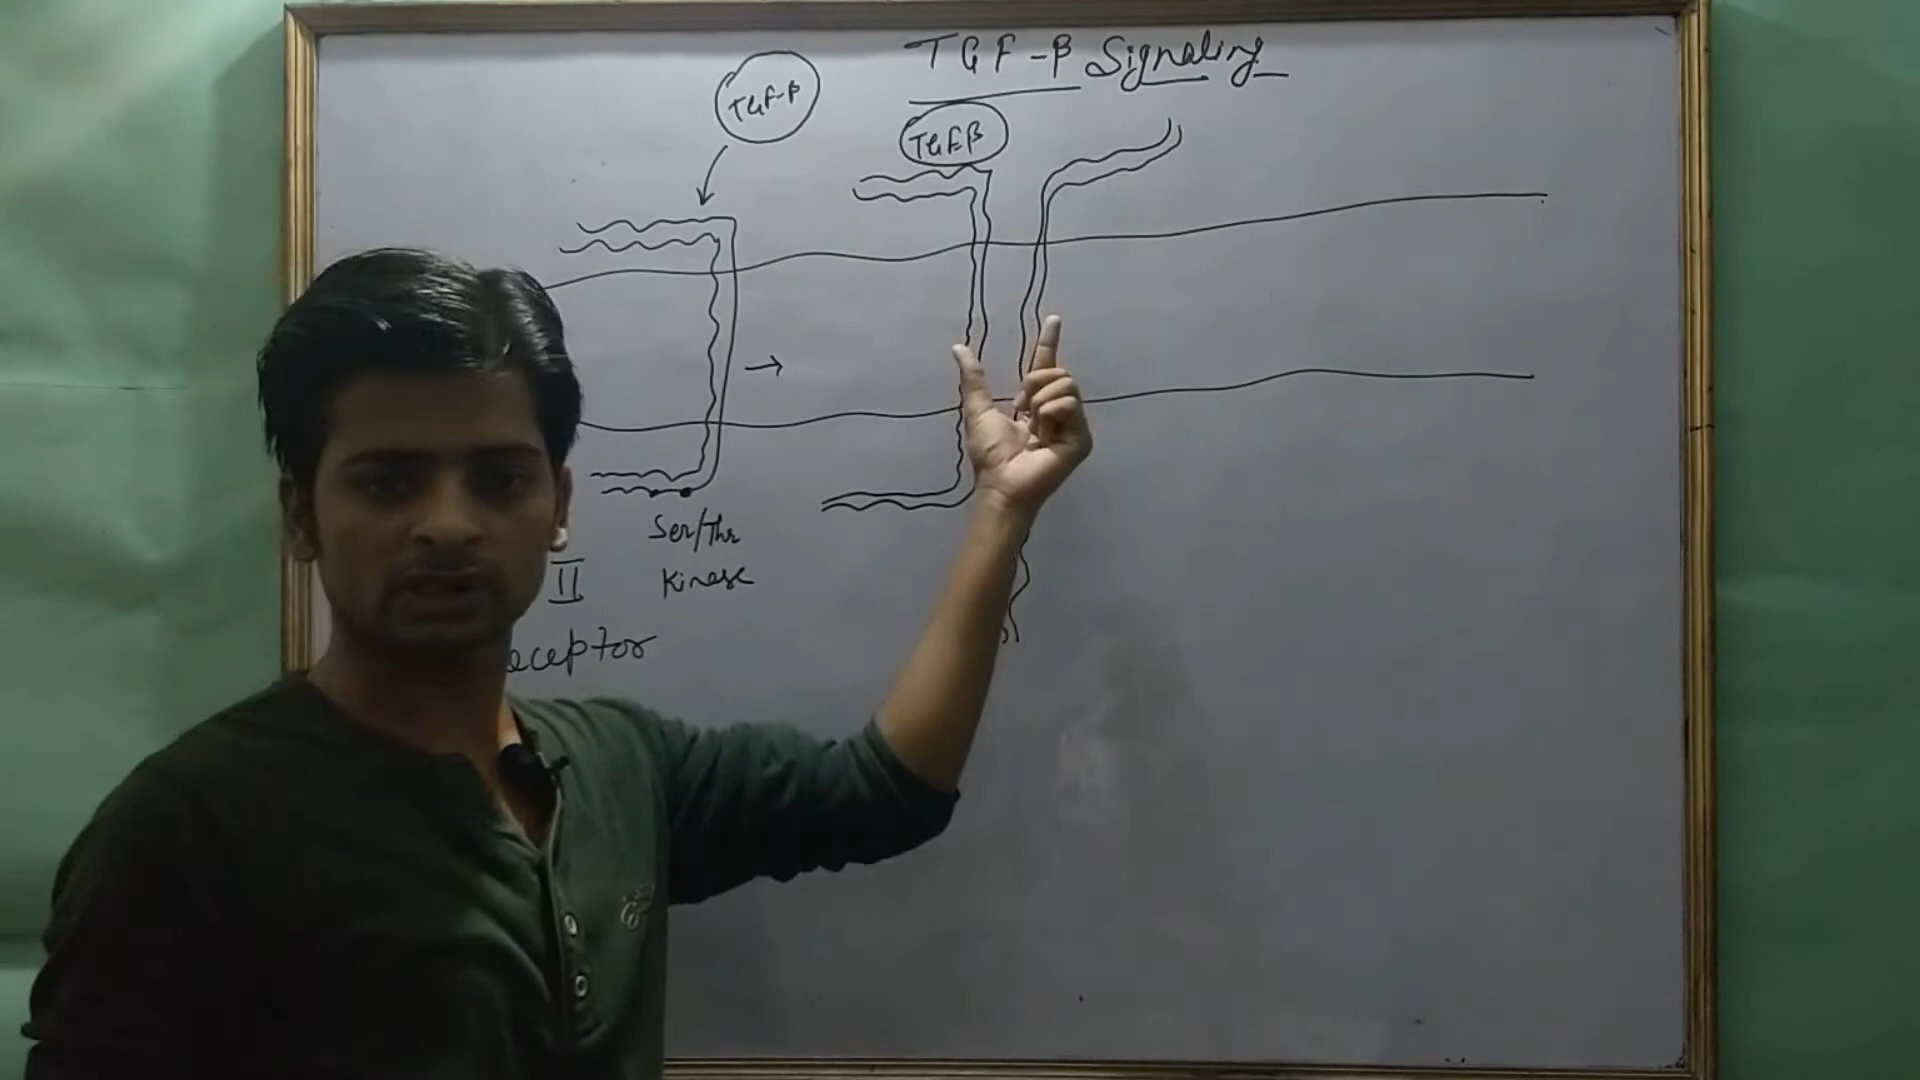 TGF-β Signaling
TGF-β
TGFβ
Ser/Thr
Kinase
II
eceptor